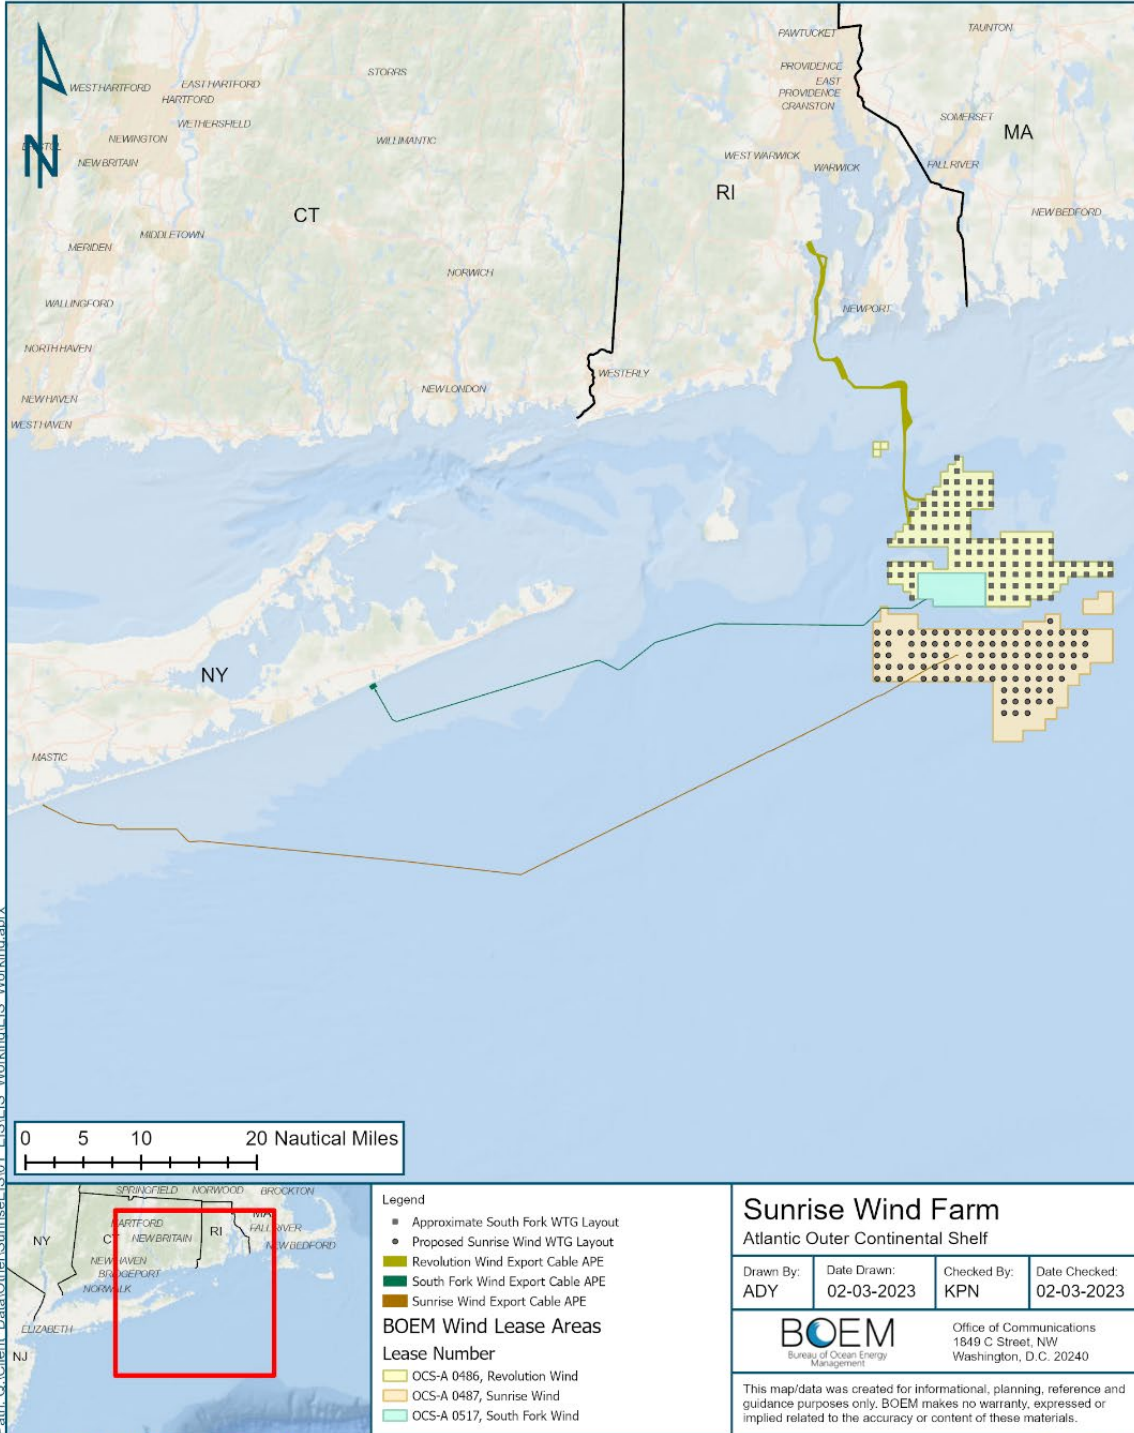 PAWTUCKET
TAUNTON
STORRS
PROVIDENCE
EAST
PROVIDENCE
CRANSTON
WEST HARTFORD
EAST HARTFORD
HARTFORD
WETHERSFIELD
SOMERSET
MA
NEWINGTON
WILLIMANTIC
N
NEW BRITAIN
WEST WARWICK
WARWICK
FALL RIVER
RI
CT
NEW BEDFORD
MIDDLETOWN
MERIDEN
NORWICH
WALLINGFORD
NEWPORT
NORTH HAVEN
WESTERLY
NEW LONDON
NEW HAVEN
WEST HAVEN
NY
MASTIC
0 5 10 20 Nautical Miles
SPRINGFIELD NORWOOD BROCKTON
HARTFORD
MA
RI
FALL RIVER
NY
CT
NEW BRITAIN
NEW BEDFORD
NEW HAVEN
BRIDGEPORT
NORWALK
ELIZABETH
NJ
Legend
Approximate South Fork WTG Layout
Proposed Sunrise Wind WTG Layout
Revolution Wind Export Cable APE
South Fork Wind Export Cable APE
Sunrise Wind Export Cable APE
BOEM Wind Lease Areas
Lease Number
OCS-A 0486, Revolution Wind
OCS-A 0487, Sunrise Wind
OCS-A 0517, South Fork Wind
Sunrise Wind Farm
Atlantic Outer Continental Shelf
Drawn By: ADY
Date Drawn: 02-03-2023
Checked By: KPN
Date Checked: 02-03-2023
BOEM
Bureau of Ocean Energy
Management
Office of Communications
1849 C Street, NW
Washington, D.C. 20240
This map/data was created for informational, planning, reference and
guidance purposes only. BOEM makes no warranty, expressed or
implied related to the accuracy or content of these materials.